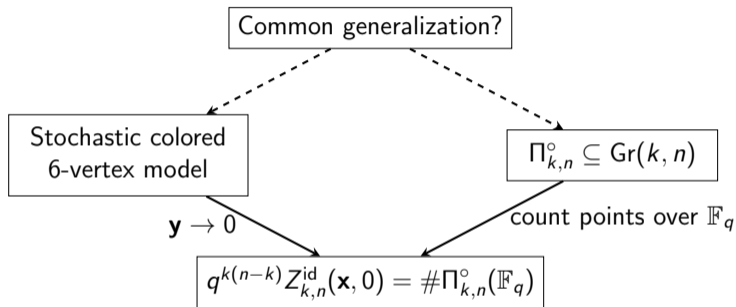 Common generalization?
Stochastic colored
6-vertex model
Π°ₖ,ₙ ⊆ Gr(k, n)
y → 0
count points over 𝔽_q
q^{k(n−k)} Z^{id}_{k,n}(x, 0) = #Π°_{k,n}(𝔽_q)